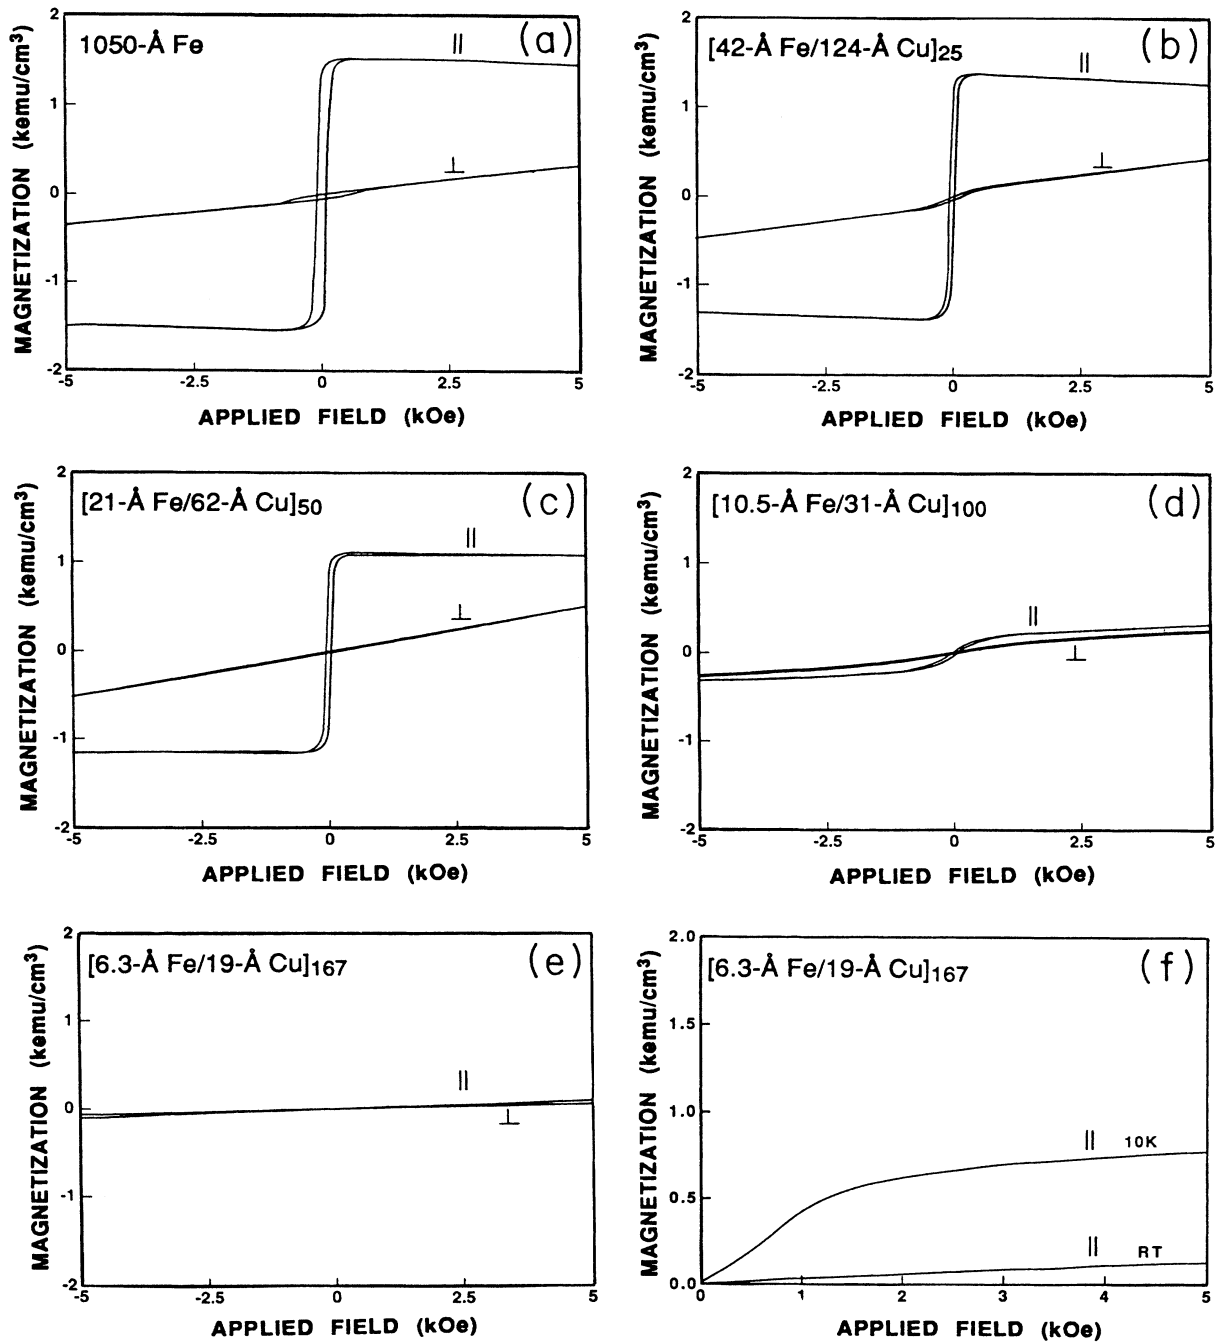 1050-Å Fe
||
(a)
⊥
2
1
0
-1
-2
-5
-2.5
0
2.5
5
MAGNETIZATION (kemu/cm³)
APPLIED FIELD (kOe)
[42-Å Fe/124-Å Cu]₂₅
||
(b)
⊥
2
1
0
-1
-2
-5
-2.5
0
2.5
5
MAGNETIZATION (kemu/cm³)
APPLIED FIELD (kOe)
[21-Å Fe/62-Å Cu]₅₀
(c)
||
⊥
2
1
0
-1
-2
-5
-2.5
0
2.5
5
MAGNETIZATION (kemu/cm³)
APPLIED FIELD (kOe)
[10.5-Å Fe/31-Å Cu]₁₀₀
(d)
||
⊥
2
1
0
-1
-2
-5
-2.5
0
2.5
5
MAGNETIZATION (kemu/cm³)
APPLIED FIELD (kOe)
[6.3-Å Fe/19-Å Cu]₁₆₇
(e)
||
⊥
2
1
0
-1
-2
-5
-2.5
0
2.5
5
MAGNETIZATION (kemu/cm³)
APPLIED FIELD (kOe)
[6.3-Å Fe/19-Å Cu]₁₆₇
(f)
|| 10K
|| RT
2.0
1.5
1.0
0.5
0.0
0
1
2
3
4
5
MAGNETIZATION (kemu/cm³)
APPLIED FIELD (kOe)